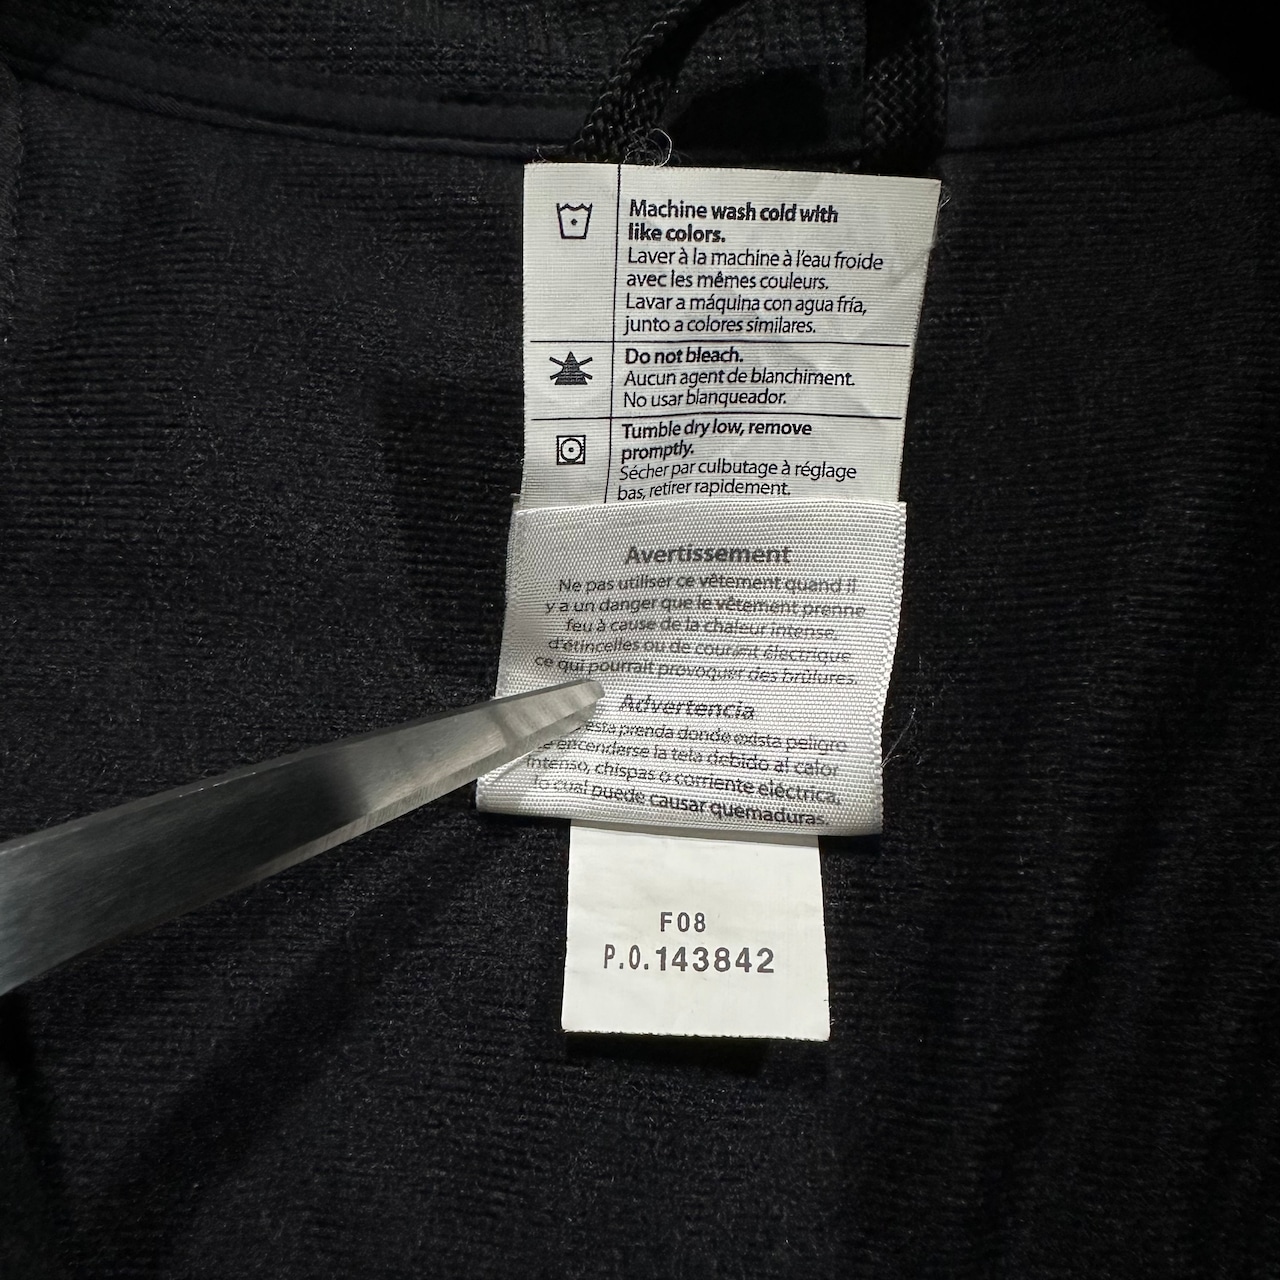 Machine wash cold with
like colors.
Laver à la machine à l'eau froide
avec les mêmes couleurs.
Lavar a máquina con agua fría,
junto a colores similares.
Do not bleach.
Aucun agent de blanchiment.
No usar blanqueador.
Tumble dry low, remove
promptly.
Sécher par culbutage à réglage
bas, retirer rapidement.
Avertissement
Ne pas utiliser ce vêtement quand il
y a un danger que le vêtement prenne
feu à cause de la chaleur intense,
d'étincelles ou de courant électrique
ce qui pourrait provoquer des brûlures.
Advertencia
esta prenda donde exista peligro
encenderse la tela debido al calor
intenso, chispas o corriente eléctrica,
lo cual puede causar quemaduras.
F08
P.O.143842